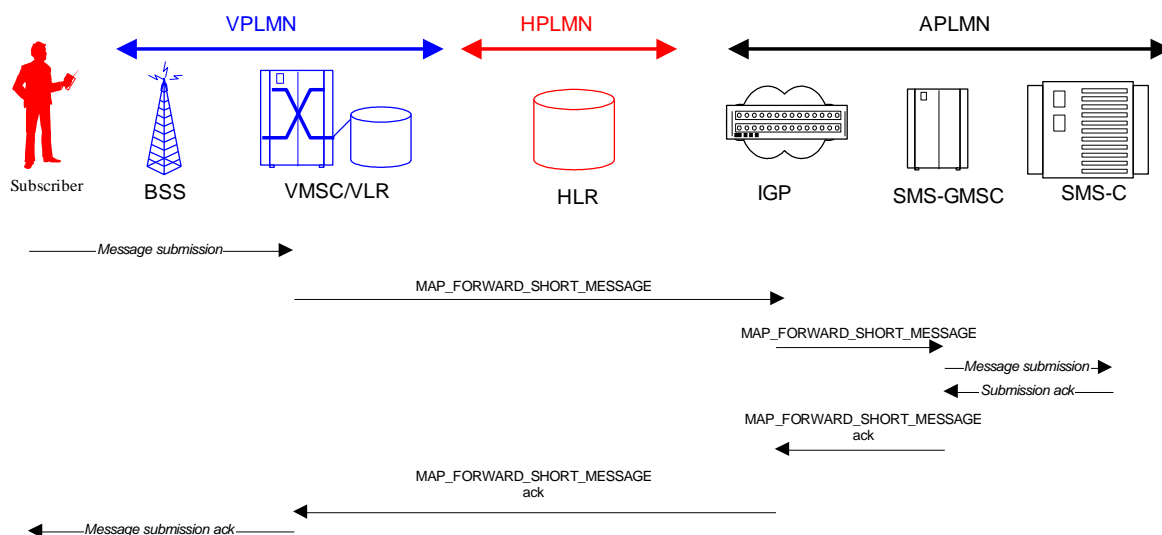 VPLMN
HPLMN
APLMN
Subscriber
BSS
VMSC/VLR
HLR
IGP
SMS-GMSC
SMS-C
Message submission
MAP_FORWARD_SHORT_MESSAGE
MAP_FORWARD_SHORT_MESSAGE
Message submission
Submission ack
MAP_FORWARD_SHORT_MESSAGE
ack
MAP_FORWARD_SHORT_MESSAGE
ack
Message submission ack